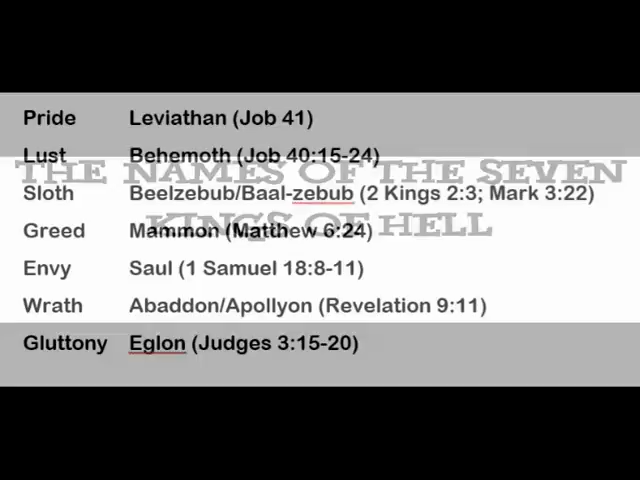 Pride Leviathan (Job 41)
Lust Behemoth (Job 40:15-24)
THE NAMES OF THE SEVEN
Sloth Beelzebub/Baal-zebub (2 Kings 2:3; Mark 3:22)
Greed Mammon (Matthew 6:24)
KINGS OF HELL
Envy Saul (1 Samuel 18:8-11)
Wrath Abaddon/Apollyon (Revelation 9:11)
Gluttony Eglon (Judges 3:15-20)